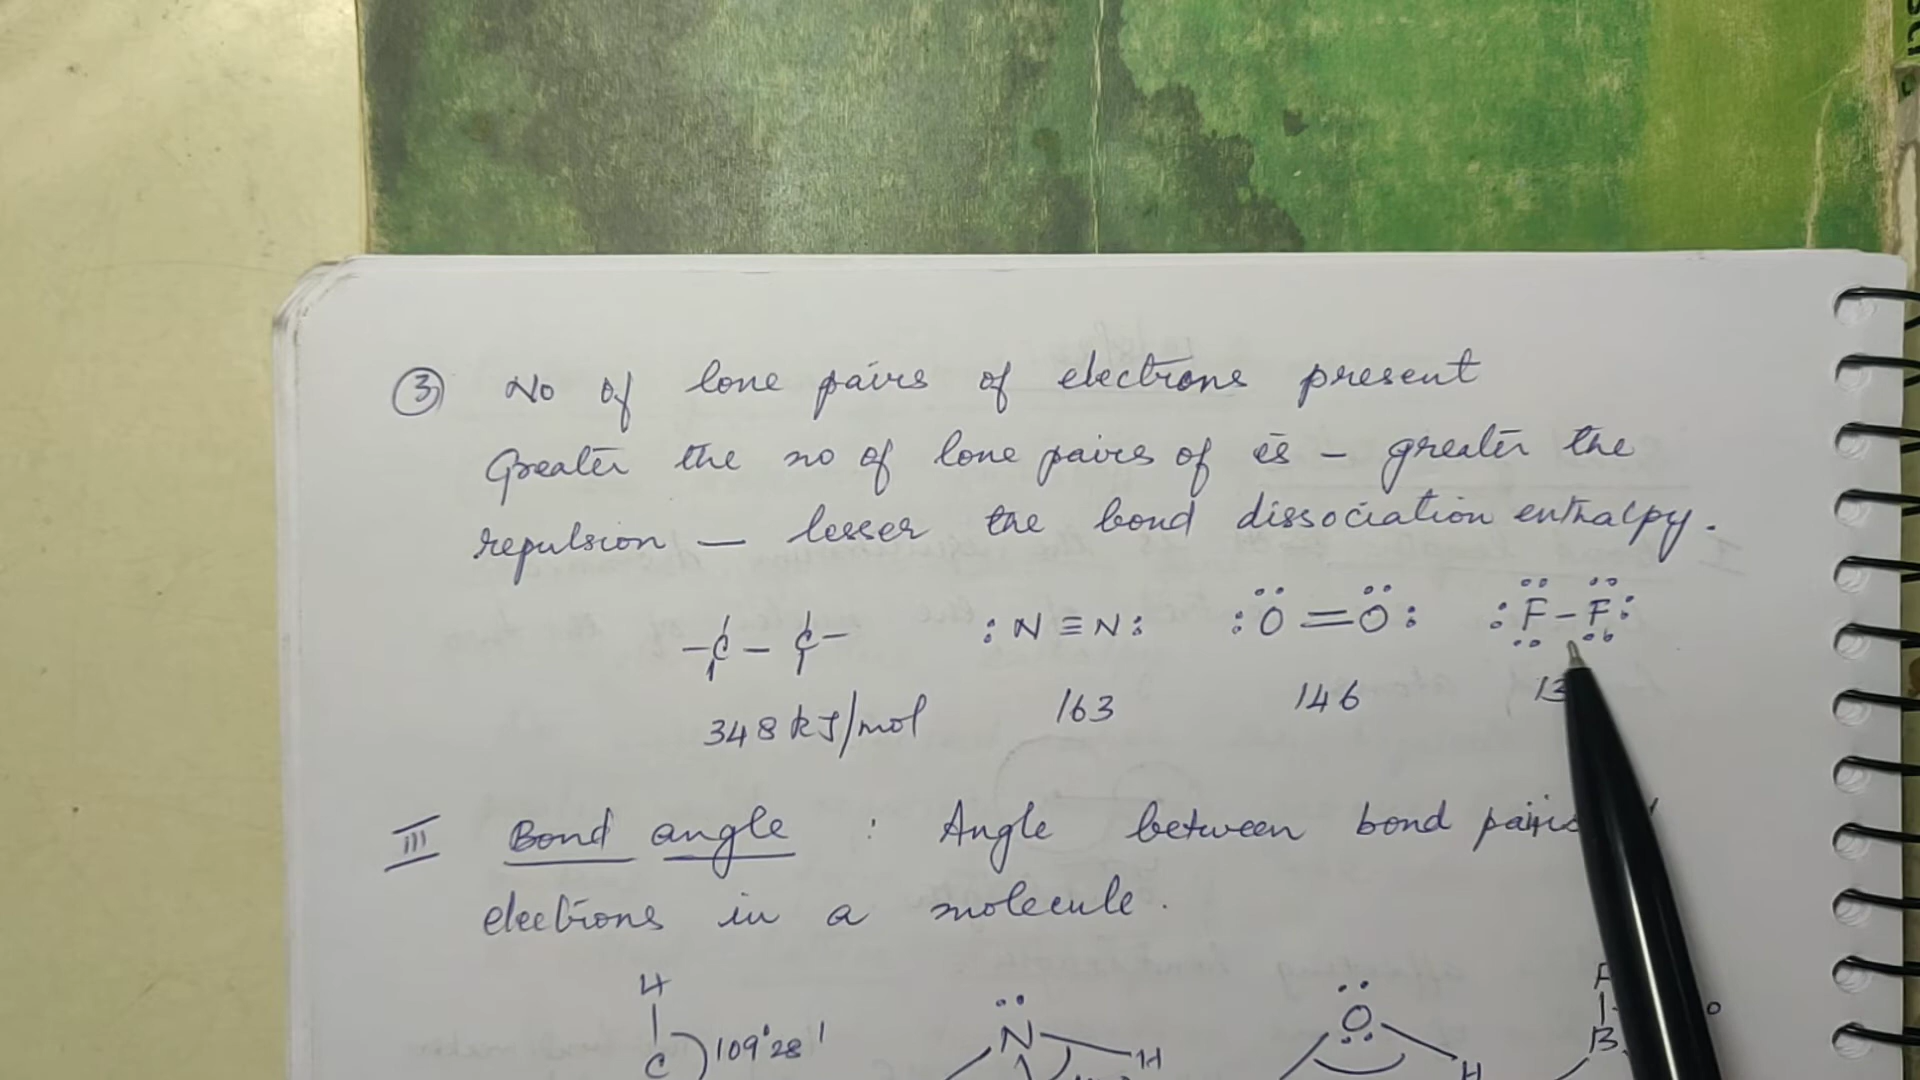 ③ No of lone pairs of electrons present
Greater the no of lone pairs of ēs – greater the
repulsion — lesser the bond dissociation enthalpy.
–C – C– :N≡N: :O=O: :F–F:
348 kJ/mol 163 146 13
III Bond angle : Angle between bond
electrons in a molecule.
H
C 109°28' N H O H B